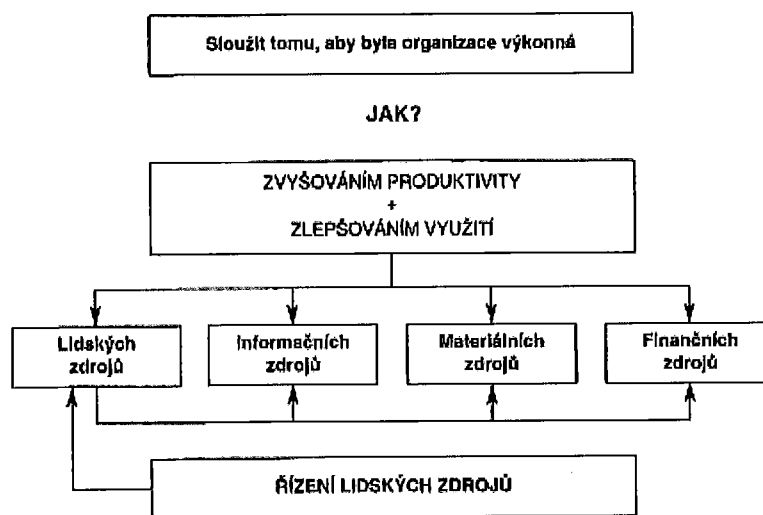 Sloužit tomu, aby byla organizace výkonná
JAK?
ZVYŠOVÁNÍM PRODUKTIVITY
+
ZLEPŠOVÁNÍM VYUŽITÍ
Lidských
zdrojů
Informačních
zdrojů
Materiálních
zdrojů
Finančních
zdrojů
ŘÍZENÍ LIDSKÝCH ZDROJŮ